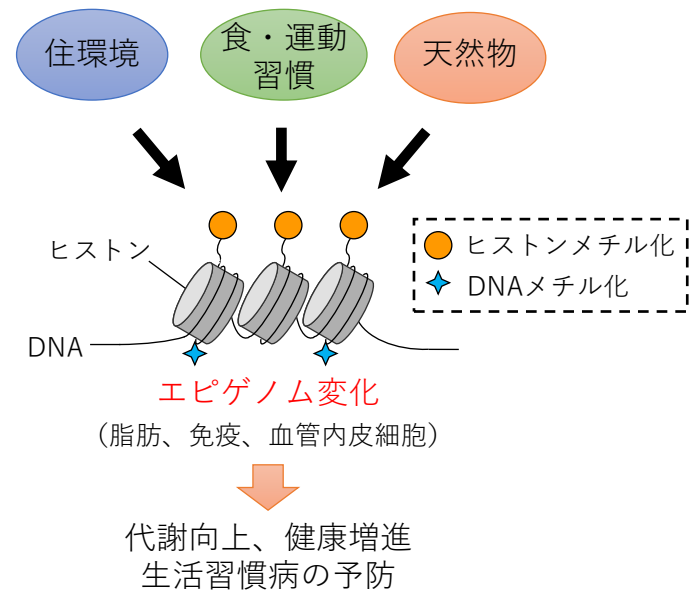 住環境
食・運動
習慣
天然物
ヒストン
ヒストンメチル化
DNAメチル化
DNA
エピゲノム変化
（脂肪、免疫、血管内皮細胞）
代謝向上、健康増進
生活習慣病の予防